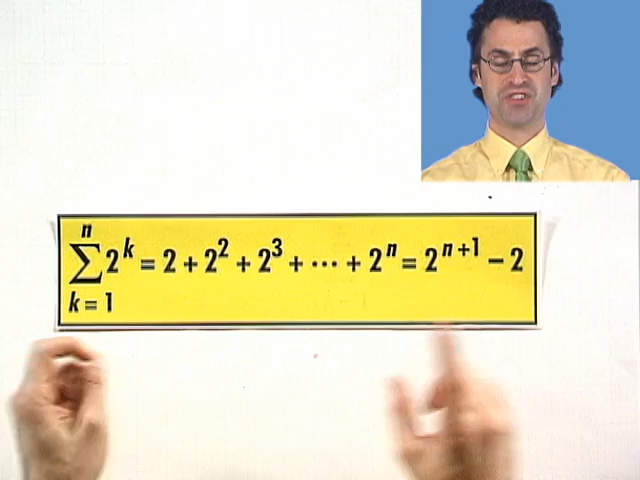 n
∑ 2^k = 2 + 2^2 + 2^3 + ⋯ + 2^n = 2^{n+1} − 2
k = 1